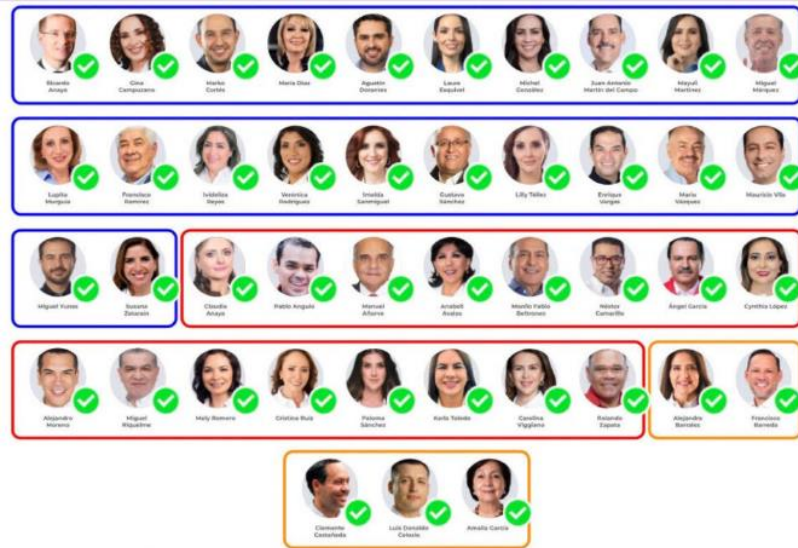 Ricardo
Anaya
Gina
Campuzano
Marko
Cortés
María Díaz
Agustín
Dorantes
Laura
Esquivel
Michel
González
Juan Antonio
Martín del Campo
Mayuli
Martínez
Miguel
Márquez
Lupita
Murguía
Francisco
Ramírez
Ivideliza
Reyes
Verónica
Rodríguez
Imelda
Sanmiguel
Gustavo
Sánchez
Lilly Téllez
Enrique
Vargas
Mario
Vázquez
Mauricio Vila
Miguel Yunes
Susana
Zatarain
Claudia
Anaya
Pablo Angulo
Manuel
Añorve
Anabell
Ávalos
Manlio Fabio
Beltrones
Néstor
Camarillo
Ángel García
Cynthia López
Alejandro
Moreno
Miguel
Riquelme
Mely Romero
Cristina Ruiz
Paloma
Sánchez
Karla Toledo
Carolina
Viggiano
Rolando
Zapata
Alejandra
Barrales
Francisco
Barreda
Clemente
Castañeda
Luis Donaldo
Colosio
Amalia García